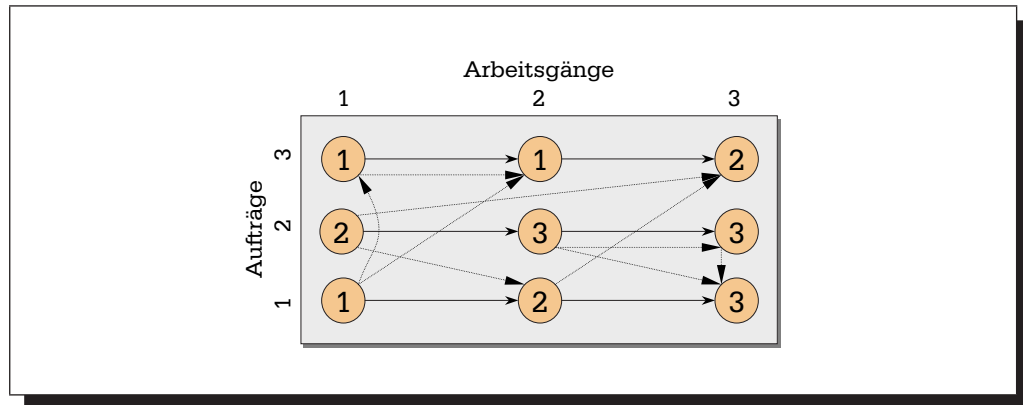 Arbeitsgänge
1 2 3
Aufträge
3 1 1 2
2 2 3 3
1 1 2 3